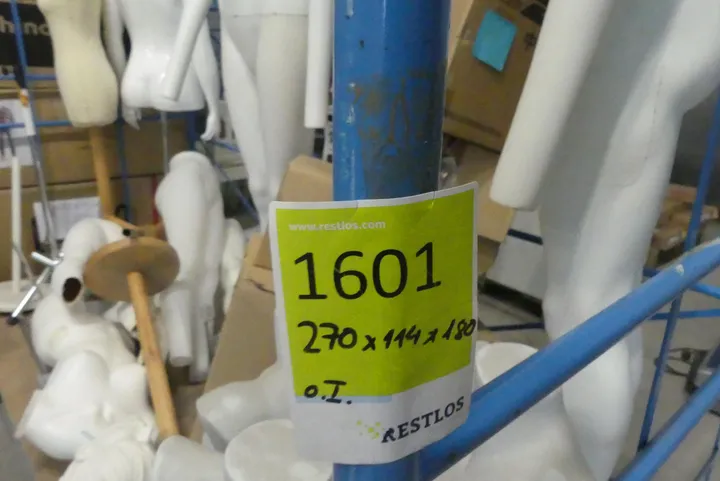 www.restlos.com
1601
270 x 114 x 180
o.I.
RESTLOS